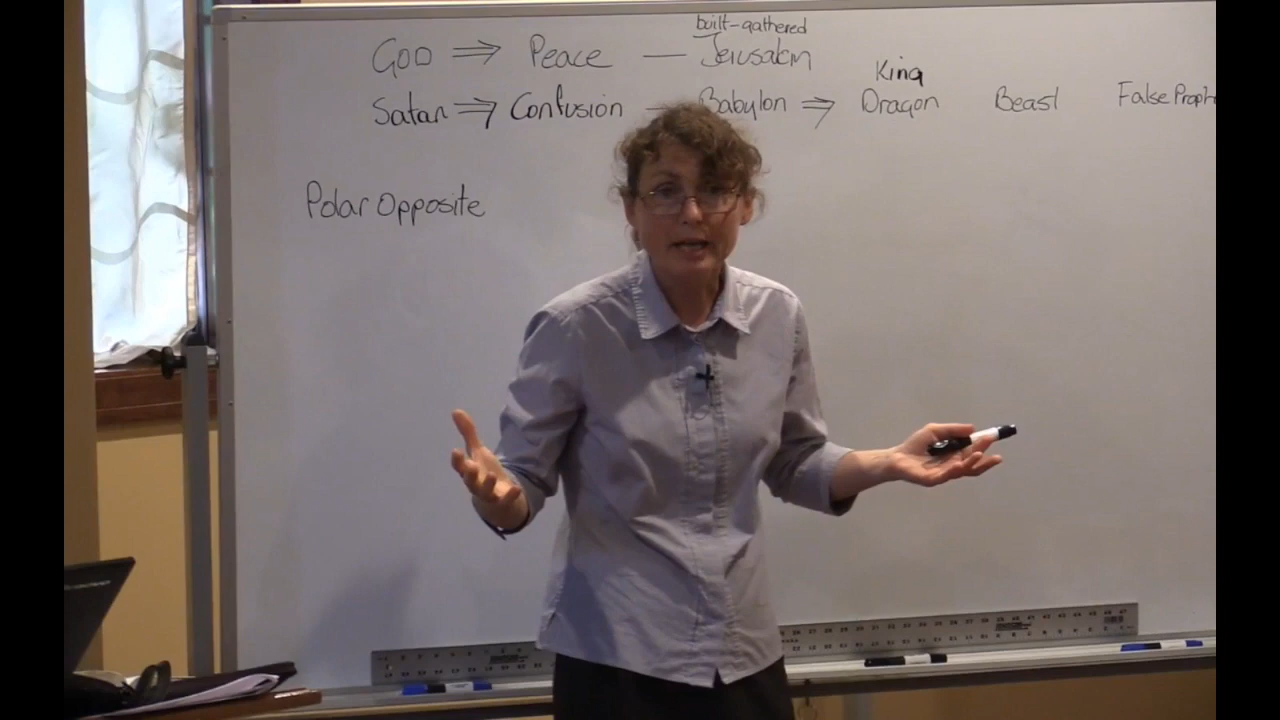 built-gathered
GOD ⇒ Peace — Jerusalem
King
Satan ⇒ Confusion - Babylon ⇒ Dragon Beast False Proph
Polar Opposite